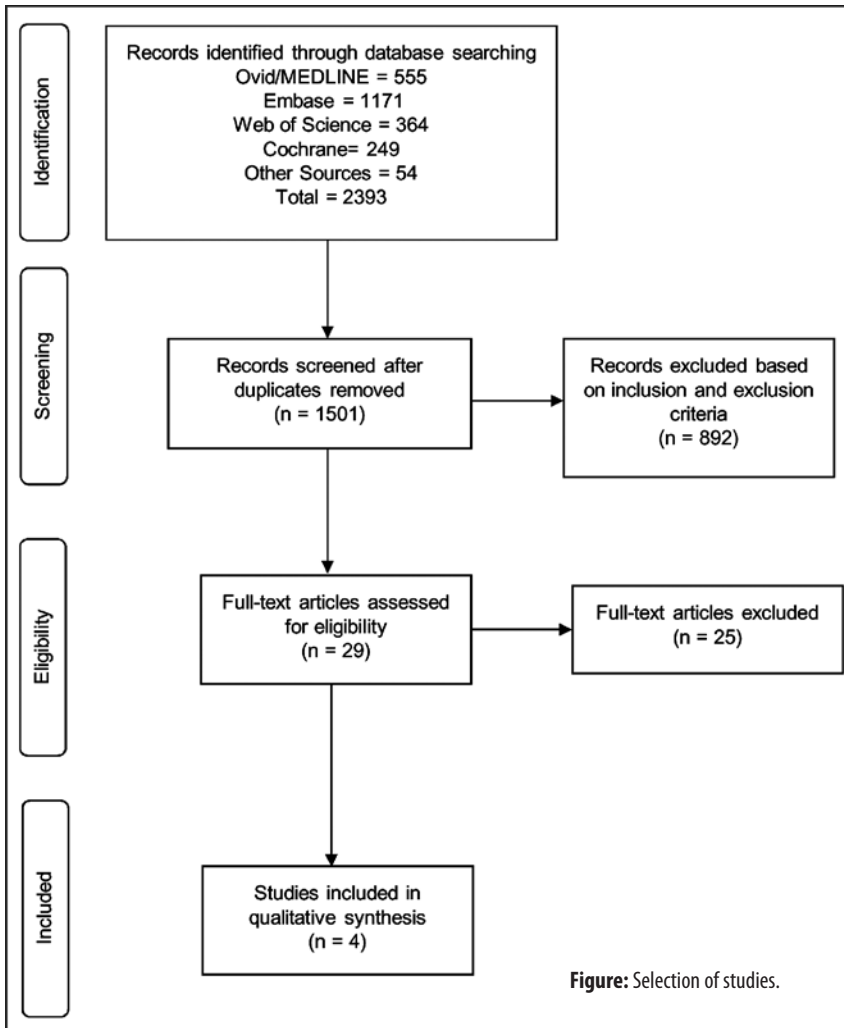 Identification
Records identified through database searching
Ovid/MEDLINE = 555
Embase = 1171
Web of Science = 364
Cochrane= 249
Other Sources = 54
Total = 2393
Screening
Records screened after
duplicates removed
(n = 1501)
Records excluded based
on inclusion and exclusion
criteria
(n = 892)
Eligibility
Full-text articles assessed
for eligibility
(n = 29)
Full-text articles excluded
(n = 25)
Included
Studies included in
qualitative synthesis
(n = 4)
Figure: Selection of studies.